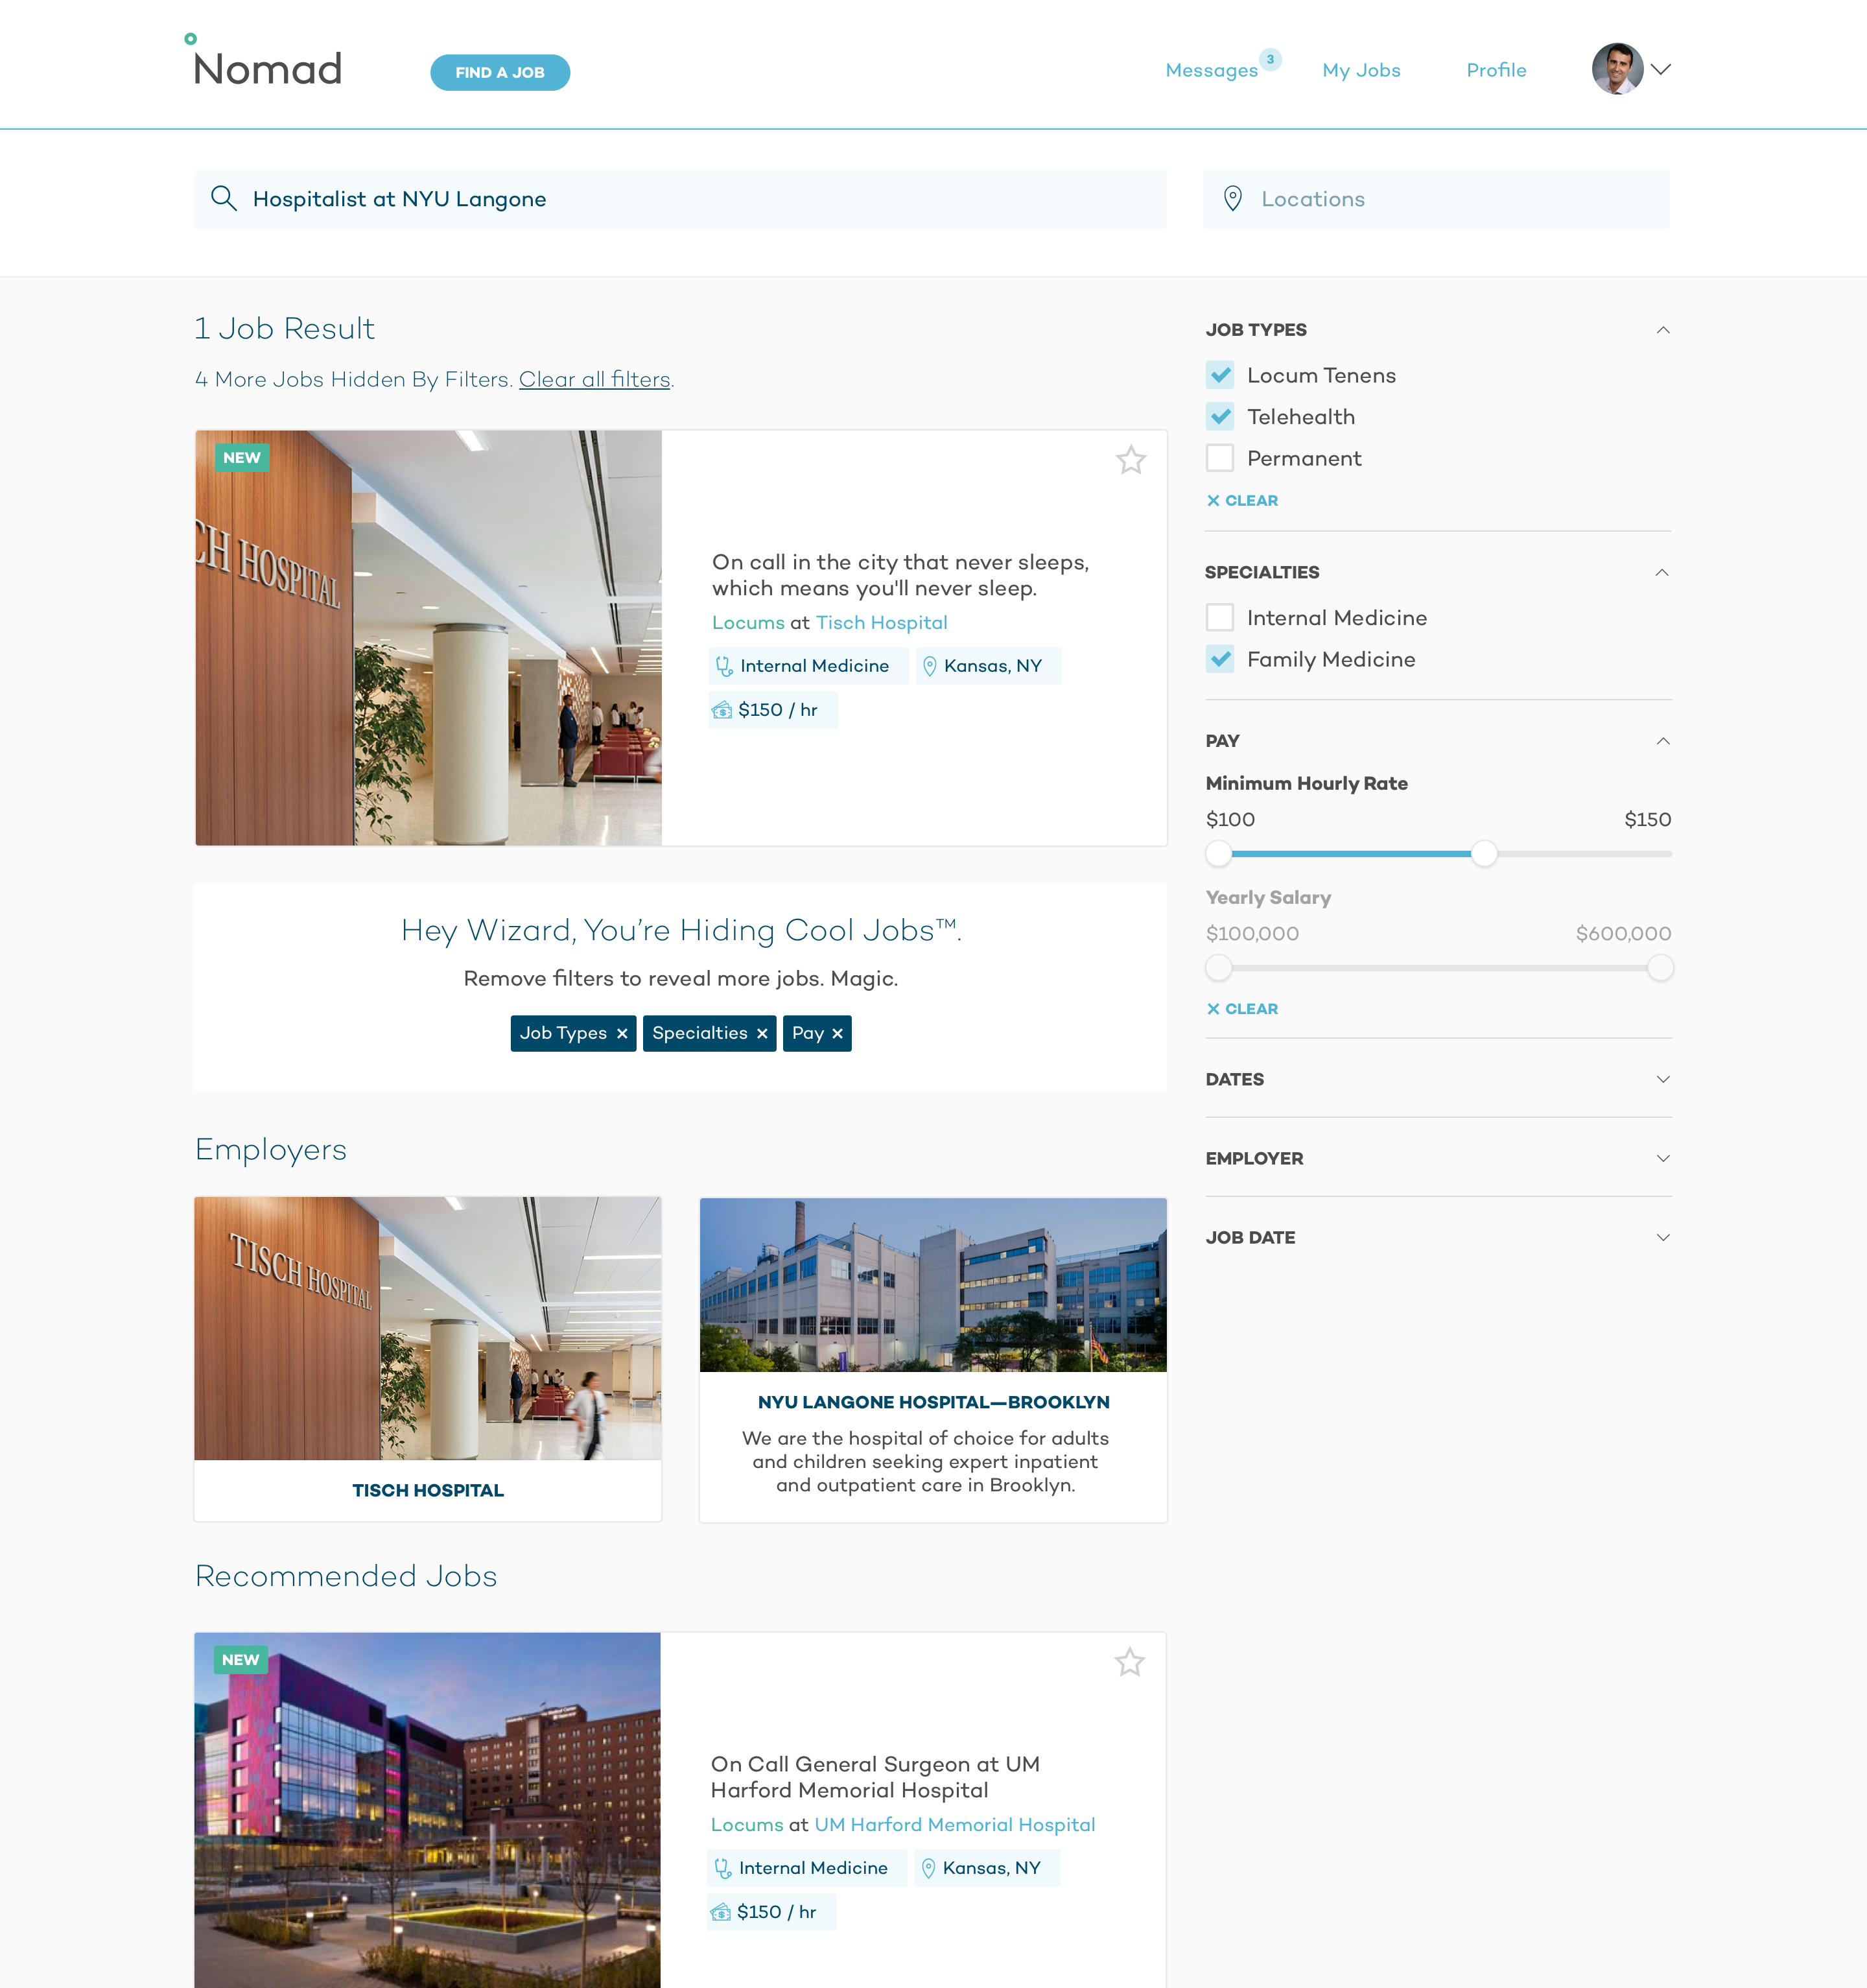 Nomad
FIND A JOB
Messages 3
My Jobs
Profile
Hospitalist at NYU Langone
Locations
1 Job Result
4 More Jobs Hidden By Filters. Clear all filters.
NEW
CH HOSPITAL
On call in the city that never sleeps,
which means you'll never sleep.
Locums at Tisch Hospital
Internal Medicine
Kansas, NY
$150 / hr
Hey Wizard, You’re Hiding Cool Jobs™.
Remove filters to reveal more jobs. Magic.
Job Types ×
Specialties ×
Pay ×
Employers
TISCH HOSPITAL
TISCH HOSPITAL
NYU LANGONE HOSPITAL—BROOKLYN
We are the hospital of choice for adults
and children seeking expert inpatient
and outpatient care in Brooklyn.
Recommended Jobs
NEW
On Call General Surgeon at UM
Harford Memorial Hospital
Locums at UM Harford Memorial Hospital
Internal Medicine
Kansas, NY
$150 / hr
JOB TYPES
Locum Tenens
Telehealth
Permanent
× CLEAR
SPECIALTIES
Internal Medicine
Family Medicine
PAY
Minimum Hourly Rate
$100 $150
Yearly Salary
$100,000 $600,000
× CLEAR
DATES
EMPLOYER
JOB DATE